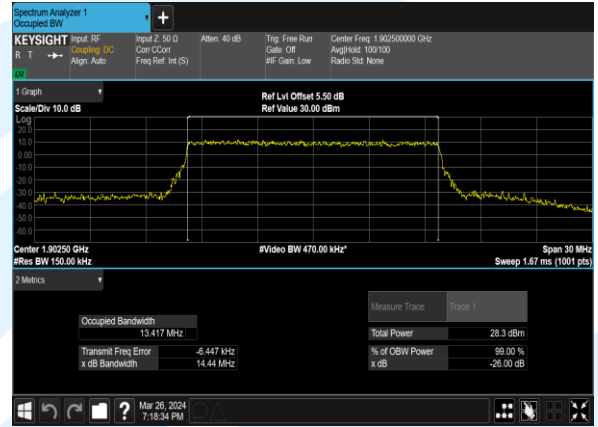 Spectrum Analyzer 1
Occupied BW
KEYSIGHT
R T
LV
Input: RF
Coupling: DC
Align: Auto
Input Z: 50 Ω
Corr CCorr
Freq Ref: Int (S)
Atten: 40 dB
Trig: Free Run
Gate: Off
#IF Gain: Low
Center Freq: 1.902500000 GHz
Avg|Hold: 100/100
Radio Std: None
1 Graph
Scale/Div 10.0 dB
Ref Lvl Offset 5.50 dB
Ref Value 30.00 dBm
Log
20.0
10.0
0.00
-10.0
-20.0
-30.0
-40.0
-50.0
-60.0
Center 1.90250 GHz
#Video BW 470.00 kHz*
Span 30 MHz
#Res BW 150.00 kHz
Sweep 1.67 ms (1001 pts)
2 Metrics
Measure Trace Trace 1
Occupied Bandwidth
13.417 MHz
Total Power 28.3 dBm
Transmit Freq Error -6.447 kHz
% of OBW Power 99.00 %
x dB Bandwidth 14.44 MHz
x dB -26.00 dB
?
Mar 26, 2024
7:18:34 PM